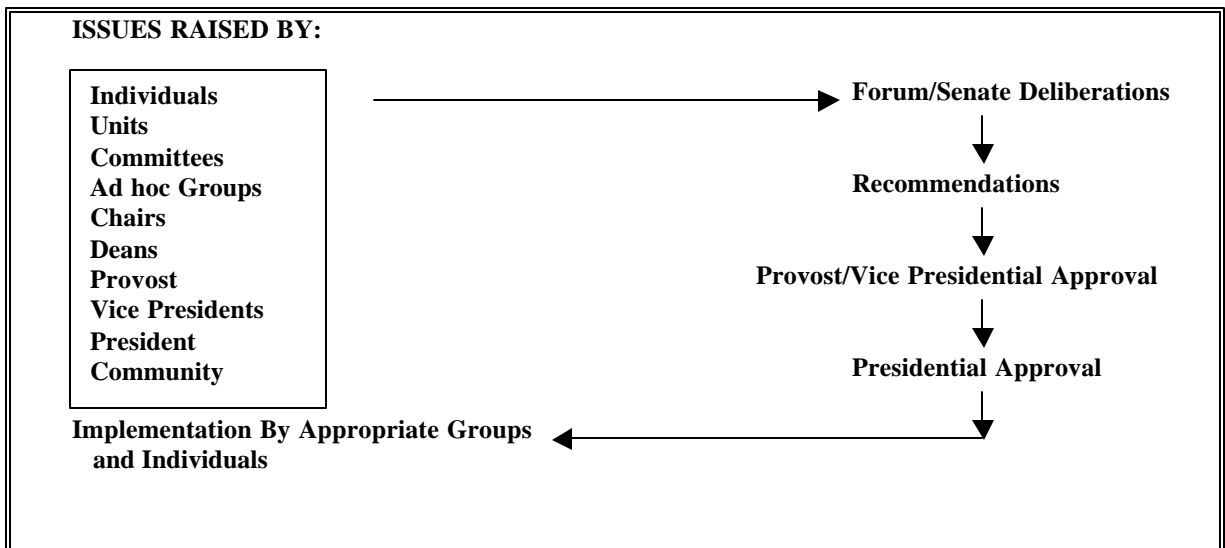 ISSUES RAISED BY:
Individuals
Units
Committees
Ad hoc Groups
Chairs
Deans
Provost
Vice Presidents
President
Community
Forum/Senate Deliberations
Recommendations
Provost/Vice Presidential Approval
Presidential Approval
Implementation By Appropriate Groups
and Individuals